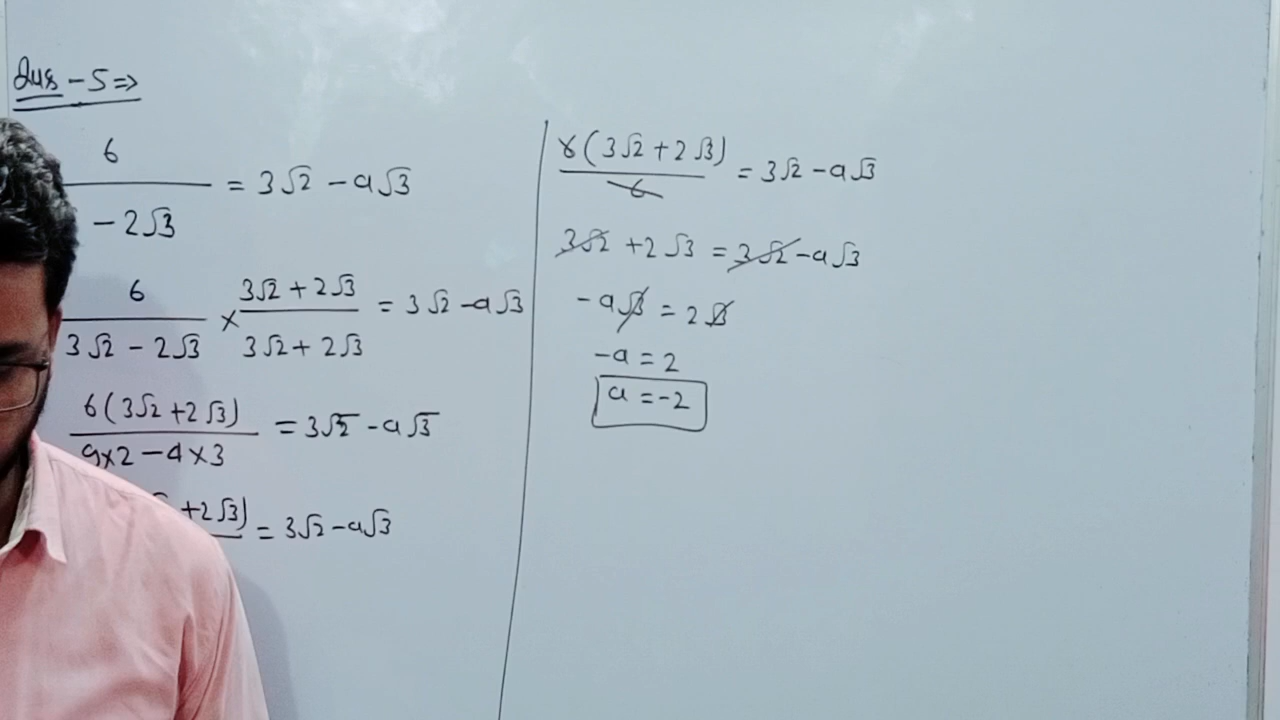 Ques - 5 ⇒
6 / - 2√3 = 3√2 - a√3
6 / 3√2 - 2√3 × 3√2 + 2√3 / 3√2 + 2√3 = 3√2 - a√3
6(3√2 + 2√3) / 9×2 - 4×3 = 3√2 - a√3
+2√3) = 3√2 - a√3
6(3√2 + 2√3) / 6 = 3√2 - a√3
3√2 + 2√3 = 3√2 - a√3
-a√3 = 2√3
-a = 2
a = -2